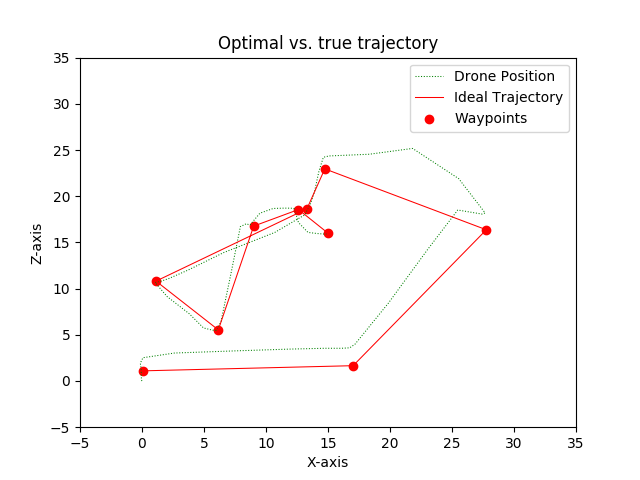 Optimal vs. true trajectory
Drone Position
Ideal Trajectory
Waypoints
35
30
25
20
15
10
5
0
−5
Z-axis
−5 0 5 10 15 20 25 30 35
X-axis